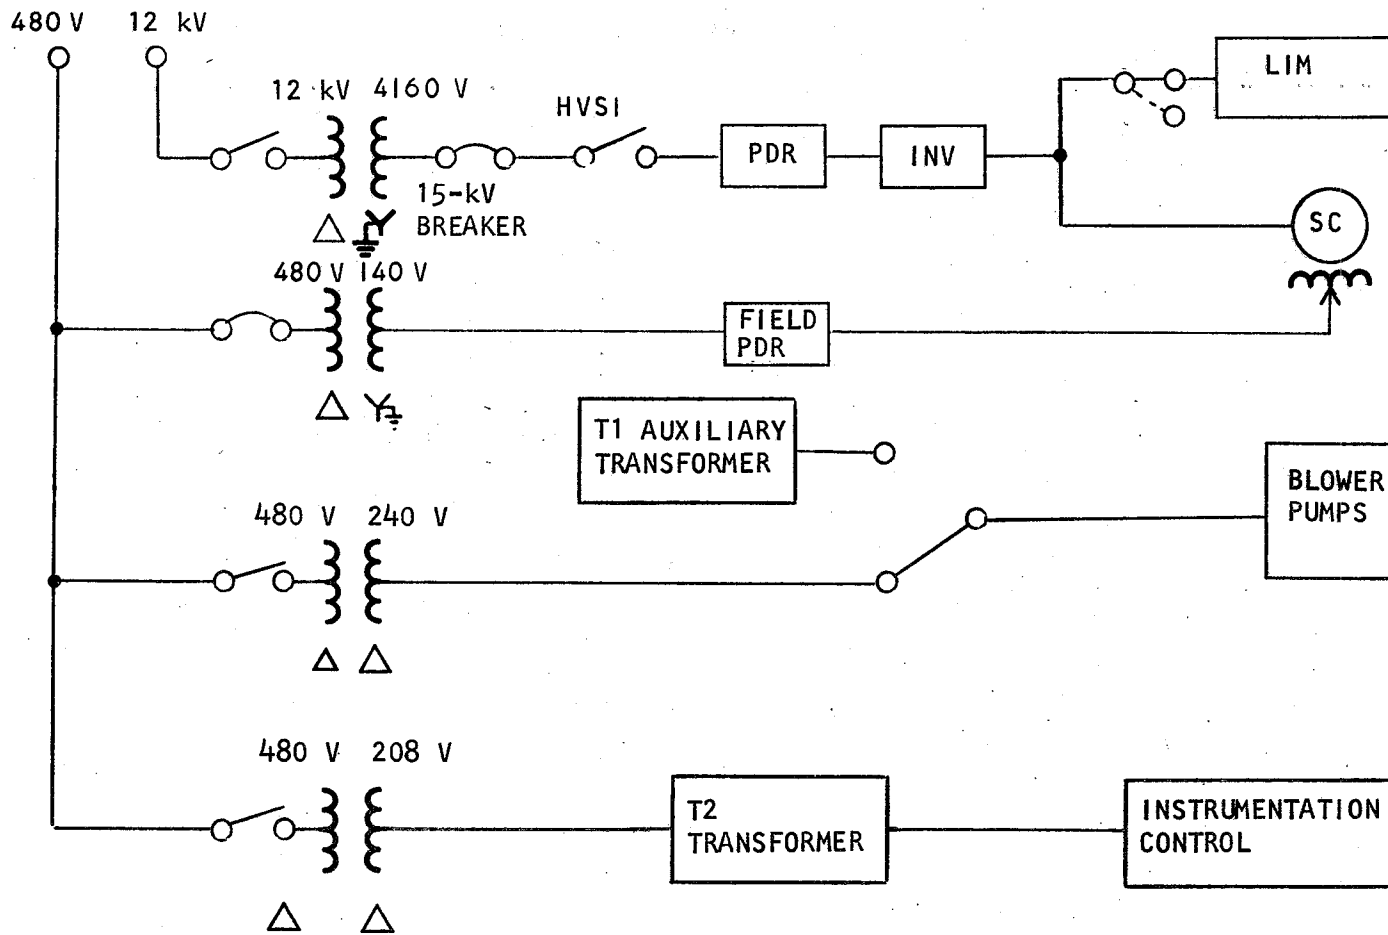 480 V 12 kV
12 kV 4160 V
HVSI
LIM
PDR
INV
15-kV
BREAKER
SC
480 V 140 V
FIELD
PDR
T1 AUXILIARY
TRANSFORMER
BLOWER
PUMPS
480 V 240 V
480 V 208 V
T2
TRANSFORMER
INSTRUMENTATION
CONTROL